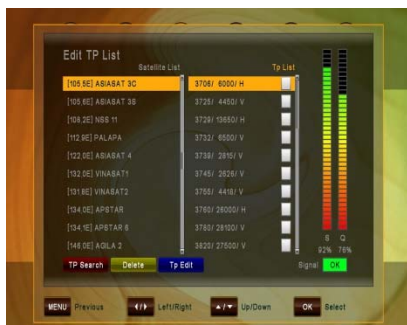 Edit TP List
Satellite List Tp List
[105,5E] ASIASAT 3C 3706/ 6000/ H
[105,5E] ASIASAT 3S 3725/ 4450/ V
[108.2E] NSS 11 3729/ 13650/ H
[112,9E] PALAPA 3732/ 6500/ V
[122,0E] ASIASAT 4 3739/ 2815/ V
[132.0E] VINASAT1 3745/ 2626/ V
[131.8E] VINASAT2 3755/ 4418/ V
[134,0E] APSTAR 3760/ 26000/ H
[134,1E] APSTAR 6 3760/ 28100/ V
[146.0E] AGILA 2 3820/ 27500/ V
S Q
92% 76%
TP Search Delete Tp Edit Signal OK
MENU Previous Left/Right Up/Down OK Select